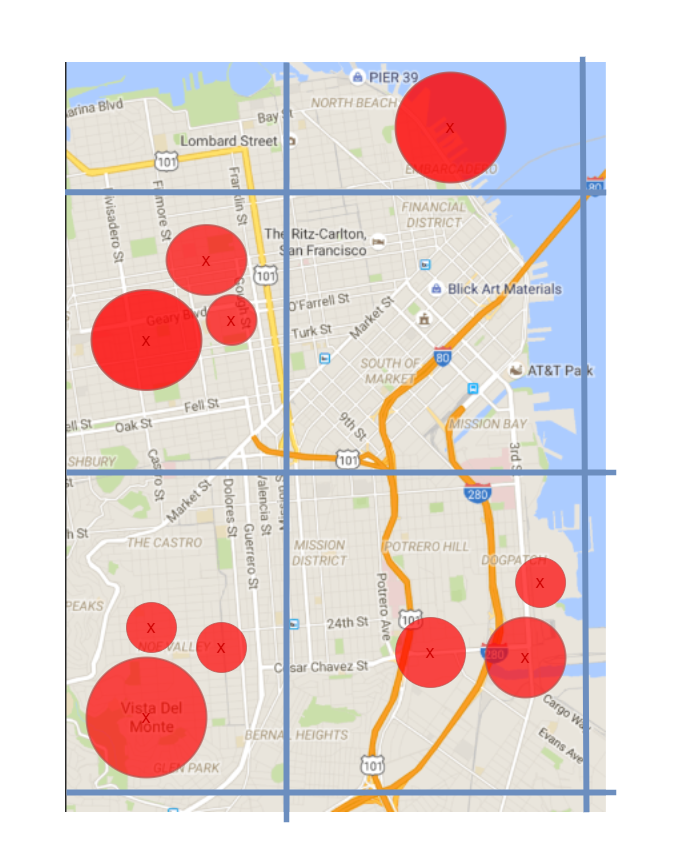 PIER 39
arina Blvd
NORTH BEACH
Bay St
Lombard Street
101
EMBARCADERO
80
Divisadero St
Fillmore St
Franklin St
FINANCIAL
DISTRICT
The Ritz-Carlton,
San Francisco
101
Blick Art Materials
Gough St
Geary Blvd
O'Farrell St
Turk St
Market St
80
SOUTH OF
MARKET
AT&T Park
Fell St
Oak St
ell St
9th St
MISSION BAY
3rd S
SHBURY
101
Castro St
St
Market St
Dolores St
Valencia St
280
h St
THE CASTRO
Guerrero St
MISSION
DISTRICT
POTRERO HILL
DOGPATCH
X
X
X
X
X
PEAKS
Potrero Ave
24th St
101
X
NOE VALLEY
X
X
X
280
X
Cesar Chavez St
Vista Del
Monte
X
BERNAL HEIGHTS
Cargo Way
Evans Ave
GLEN PARK
101